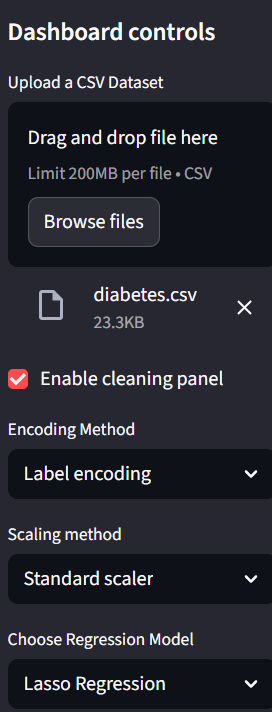 Dashboard controls
Upload a CSV Dataset
Drag and drop file here
Limit 200MB per file • CSV
Browse files
diabetes.csv
23.3KB
Enable cleaning panel
Encoding Method
Label encoding
Scaling method
Standard scaler
Choose Regression Model
Lasso Regression